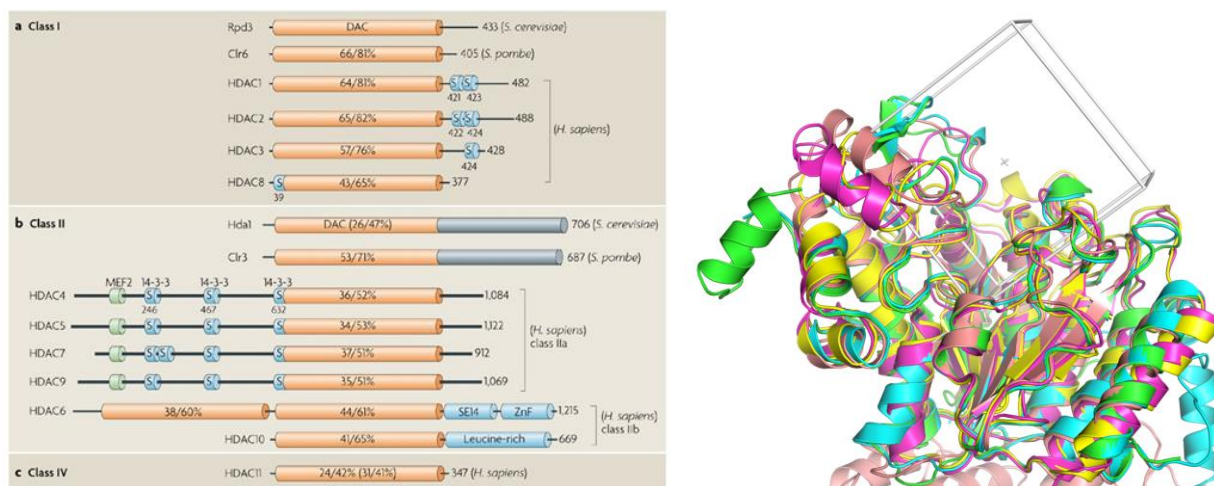 a Class I
Rpd3 DAC 433 (S. cerevisiae)
Clr6 66/81% 405 (S. pombe)
HDAC1 64/81% S S 482
421 423
HDAC2 65/82% S S 488
422 424
(H. sapiens)
HDAC3 57/76% S 428
424
HDAC8 S 43/65% 377
39
b Class II
Hda1 DAC (26/47%) 706 (S. cerevisiae)
Clr3 53/71% 687 (S. pombe)
MEF2 14-3-3 14-3-3 14-3-3
HDAC4 S S S 36/52% 1,084
246 467 632
HDAC5 S S S 34/53% 1,122
(H. sapiens)
class IIa
HDAC7 S S S S 37/51% 912
HDAC9 S S S 35/51% 1,069
HDAC6 38/60% 44/61% SE14 ZnF 1,215
(H. sapiens)
class IIb
HDAC10 41/65% Leucine-rich 669
c Class IV
HDAC11 24/42% (31/41%) 347 (H. sapiens)